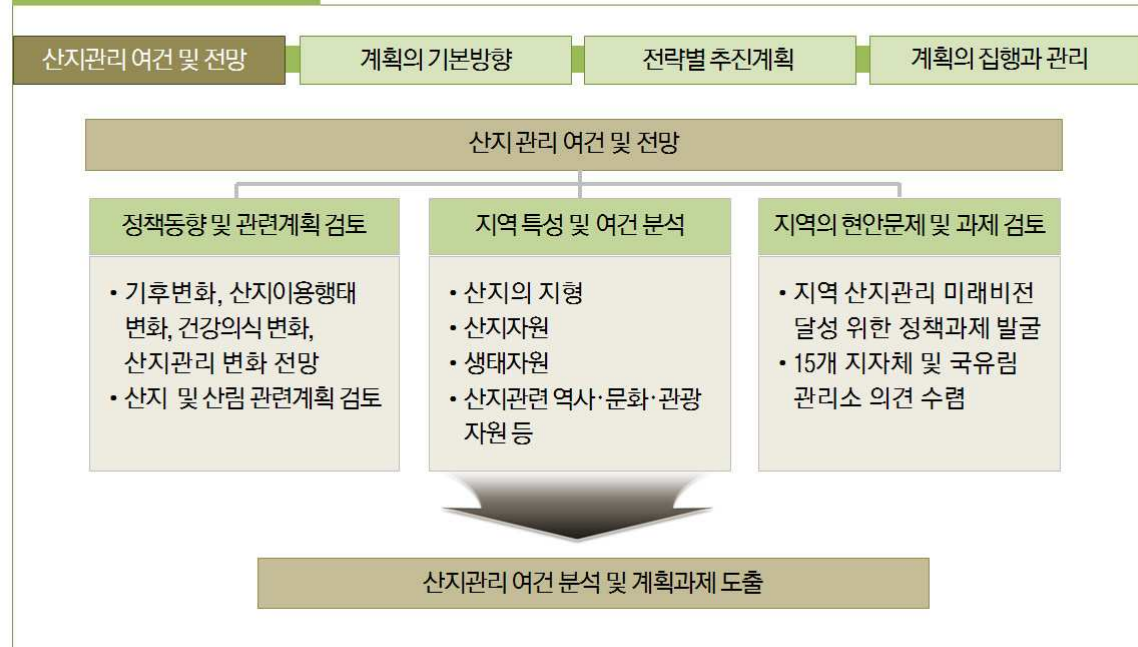 산지관리 여건 및 전망
계획의 기본방향
전략별 추진계획
계획의 집행과 관리
산지 관리 여건 및 전망
정책동향 및 관련계획 검토
• 기후변화, 산지이용행태
변화, 건강의식 변화,
산지관리 변화 전망
• 산지 및 산림 관련계획 검토
지역 특성 및 여건 분석
• 산지의 지형
• 산지자원
• 생태자원
• 산지관련 역사·문화·관광
자원 등
지역의 현안문제 및 과제 검토
• 지역 산지관리 미래비전
달성 위한 정책과제 발굴
• 15개 지자체 및 국유림
관리소 의견 수렴
산지관리 여건 분석 및 계획과제 도출